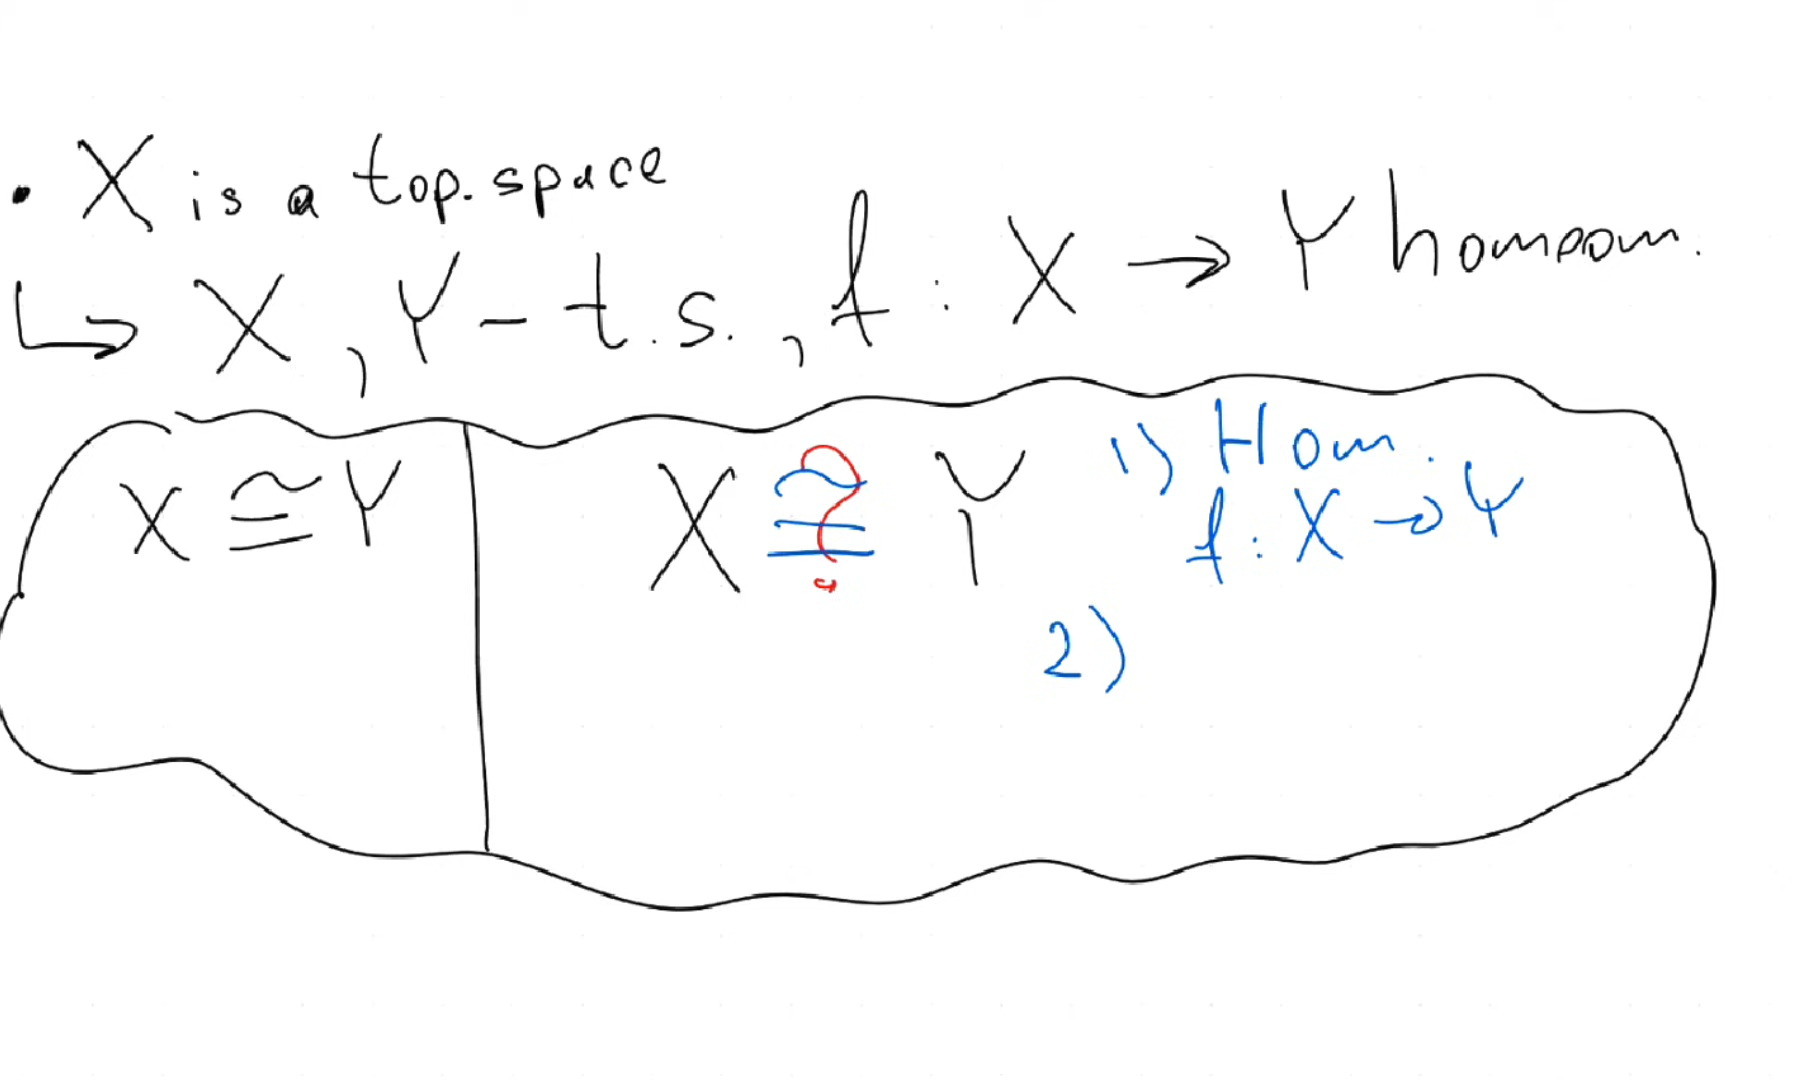 • X is a top. space
↳ X, Y - t.s., f : X → Y homeom.
X ≅ Y
X ≅ ? Y
1) Hom.
f : X → Y
2)